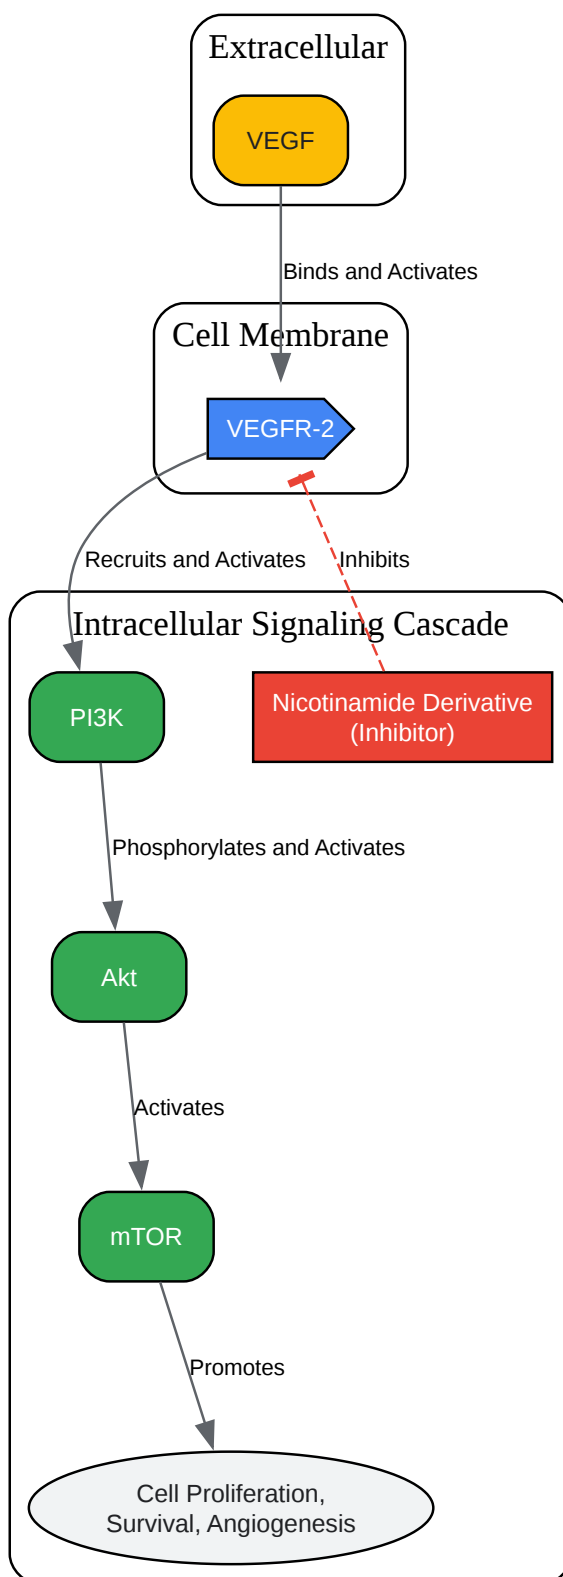 Extracellular
VEGF
Binds and Activates
Cell Membrane
VEGFR-2
Recruits and Activates
Inhibits
Intracellular Signaling Cascade
PI3K
Nicotinamide Derivative
(Inhibitor)
Phosphorylates and Activates
Akt
Activates
mTOR
Promotes
Cell Proliferation,
Survival, Angiogenesis